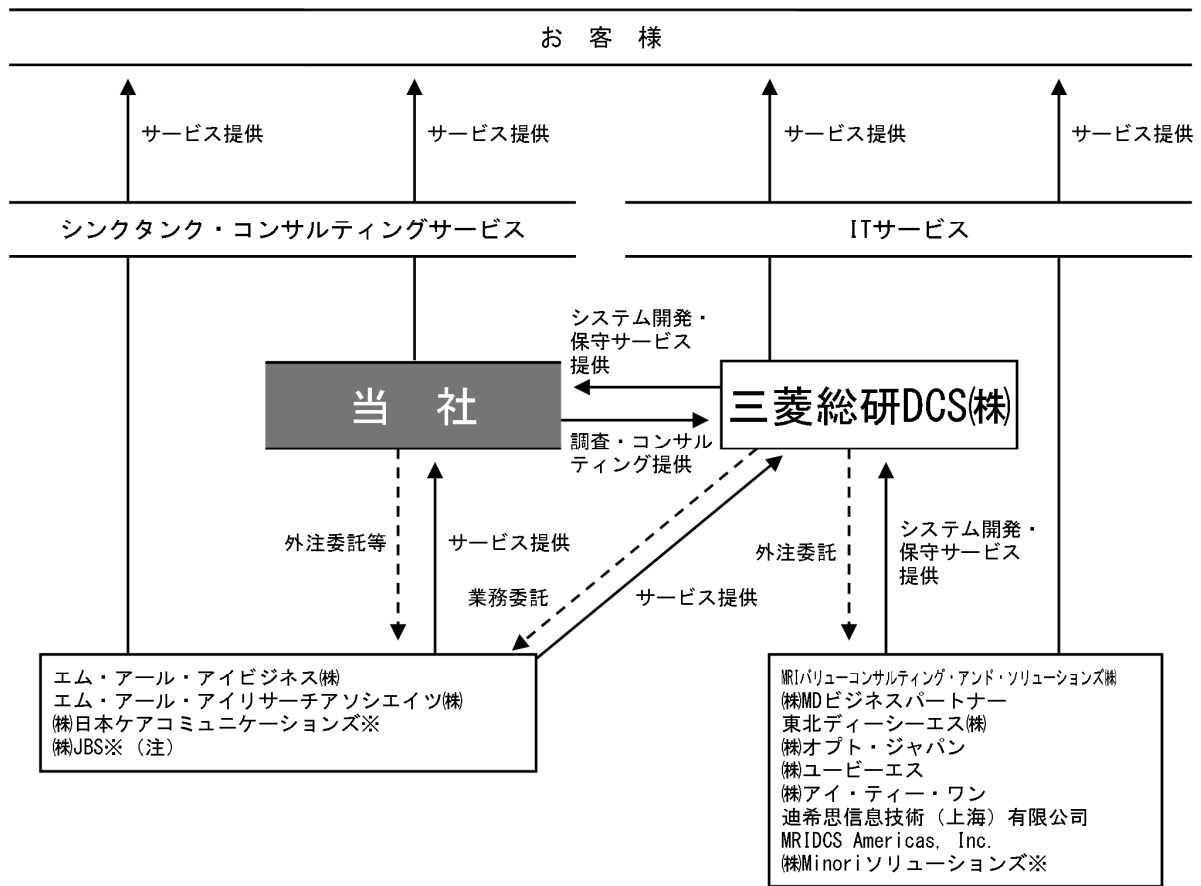 お 客 様
サービス提供
サービス提供
サービス提供
サービス提供
シンクタンク・コンサルティングサービス
ITサービス
システム開発・
保守サービス
提供
当 社
三菱総研DCS㈱
調査・コンサル
ティング提供
外注委託等
サービス提供
業務委託
サービス提供
外注委託
システム開発・
保守サービス
提供
エム・アール・アイビジネス㈱
エム・アール・アイリサーチアソシエイツ㈱
㈱日本ケアコミュニケーションズ※
㈱JBS※（注）
MRIバリューコンサルティング・アンド・ソリューションズ㈱
㈱MDビジネスパートナー
東北ディーシーエス㈱
㈱オプト・ジャパン
㈱ユービーエス
㈱アイ・ティー・ワン
迪希思信息技術（上海）有限公司
MRIDCS Americas, Inc.
㈱Minoriソリューションズ※